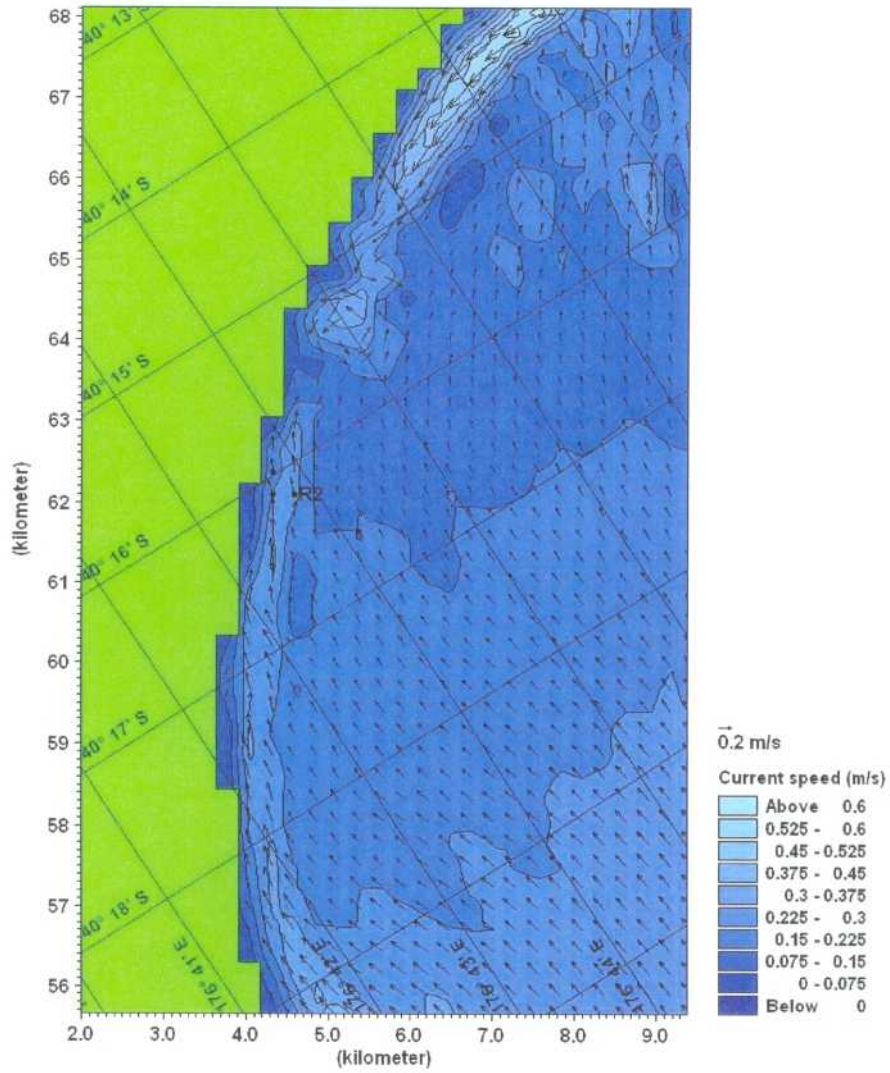 68
67
66
65
64
63
62
61
60
59
58
57
56
(kilometer)
40° 13' S
40° 14' S
40° 15' S
40° 16' S
40° 17' S
40° 18' S
R2
176° 41' E
176° 42' E
176° 43' E
176° 44' E
2.0 3.0 4.0 5.0 6.0 7.0 8.0 9.0
(kilometer)
0.2 m/s
Current speed (m/s)
Above 0.6
0.525 - 0.6
0.45 - 0.525
0.375 - 0.45
0.3 - 0.375
0.225 - 0.3
0.15 - 0.225
0.075 - 0.15
0 - 0.075
Below 0